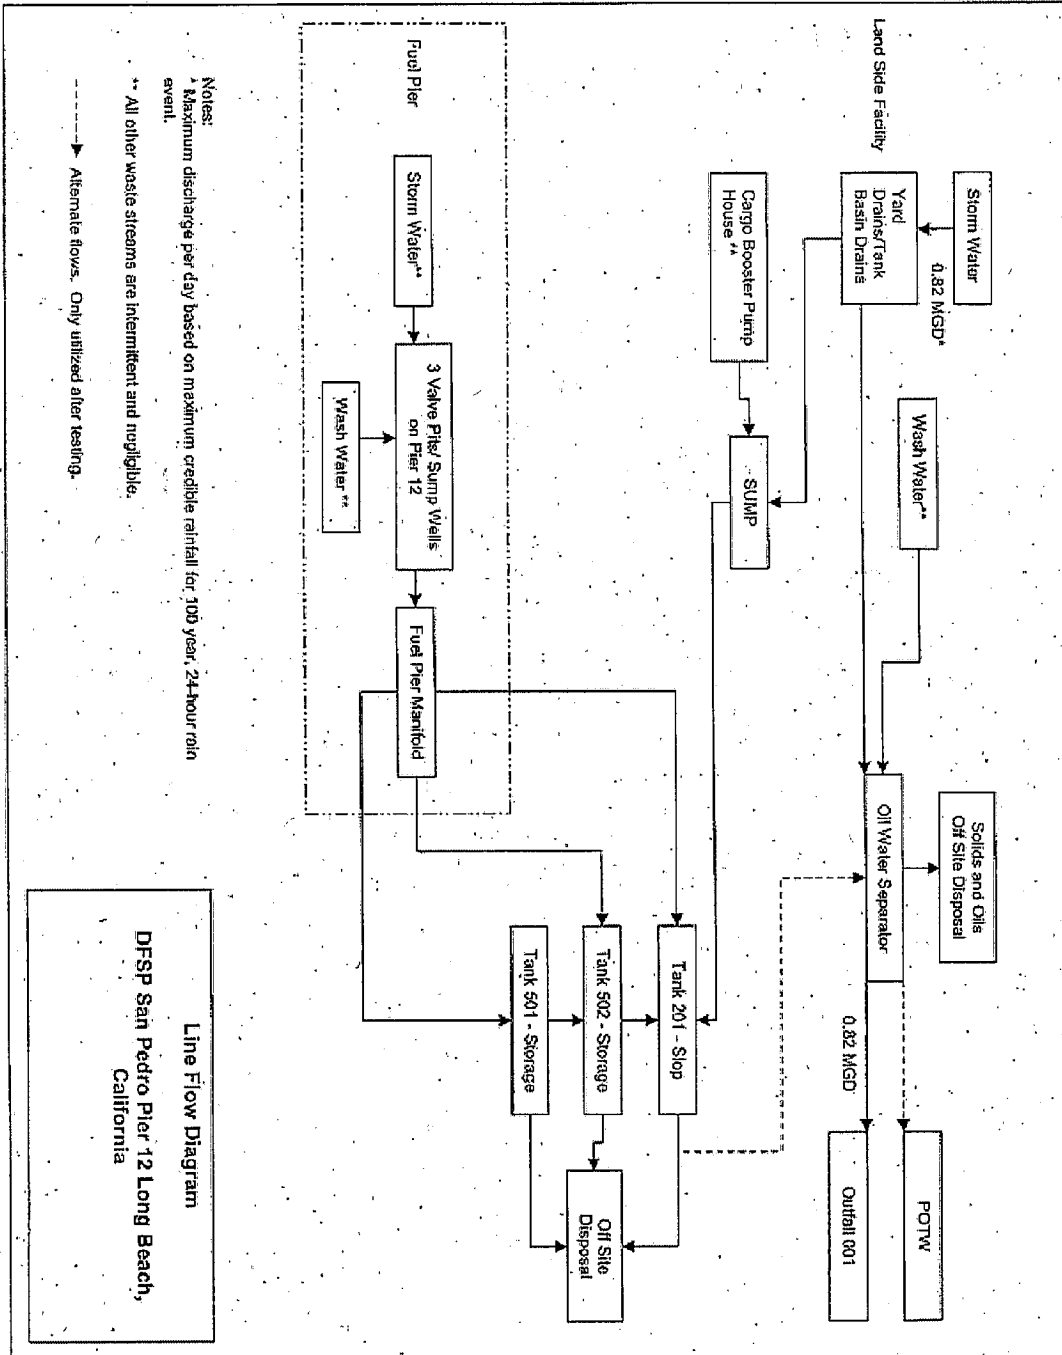 Land Side Facility
Storm Water
0.82 MGD*
Yard
Drains/Tank
Basin Drains
Wash Water**
Cargo Booster Pump
House **
SUMP
Solids and Oils
Off Site Disposal
Oil Water Separator
0.82 MGD
POTW
Outfall 001
Tank 201 - Slop
Tank 502 - Storage
Tank 501 - Storage
Off Site
Disposal
Fuel Pier
Storm Water**
3 Valve Pits/ Sump Wells
on Pier 12
Wash Water **
Fuel Pier Manifold
Notes:
* Maximum discharge per day based on maximum credible rainfall for 100 year, 24-hour rain
event.
** All other waste streams are intermittent and negligible.
Alternate flows. Only utilized after testing.
Line Flow Diagram
DFSP San Pedro Pier 12 Long Beach,
California